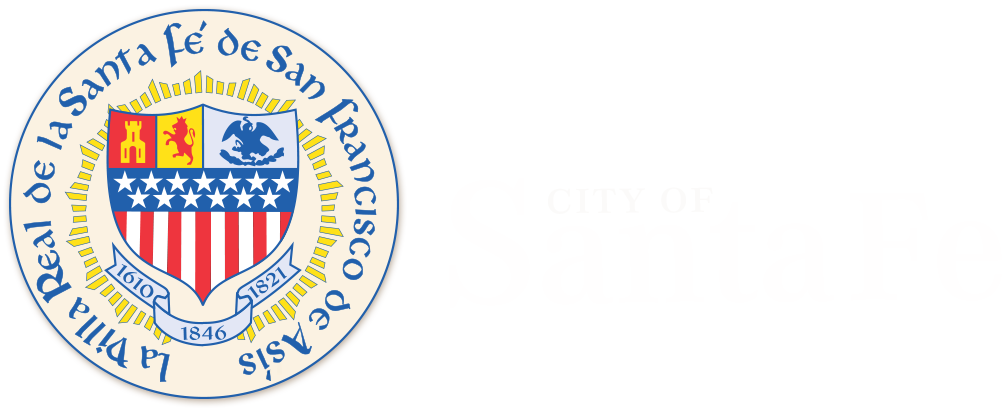 La Villa Real de la Santa Fé de San Francisco de Asís
1610
1846
1821
CITY OF
Santa Fe